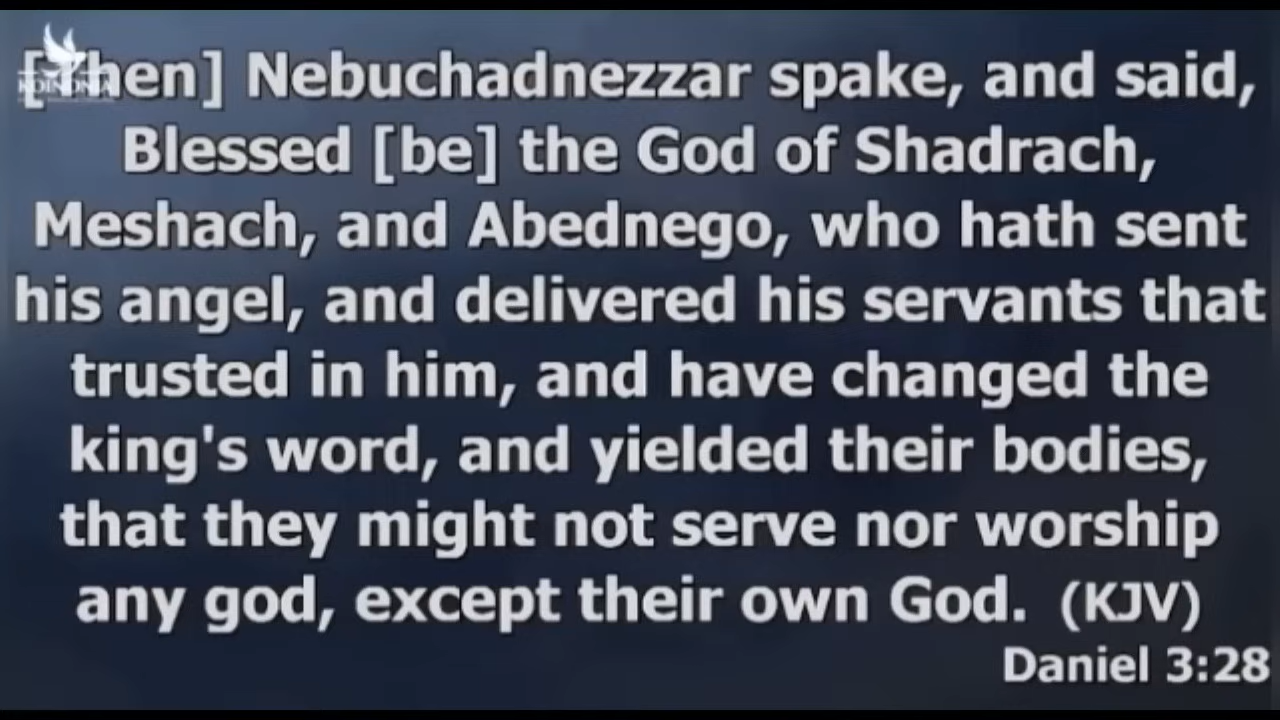 [Then] Nebuchadnezzar spake, and said,
Blessed [be] the God of Shadrach,
Meshach, and Abednego, who hath sent
his angel, and delivered his servants that
trusted in him, and have changed the
king's word, and yielded their bodies,
that they might not serve nor worship
any god, except their own God. (KJV)
Daniel 3:28
KOINONIA